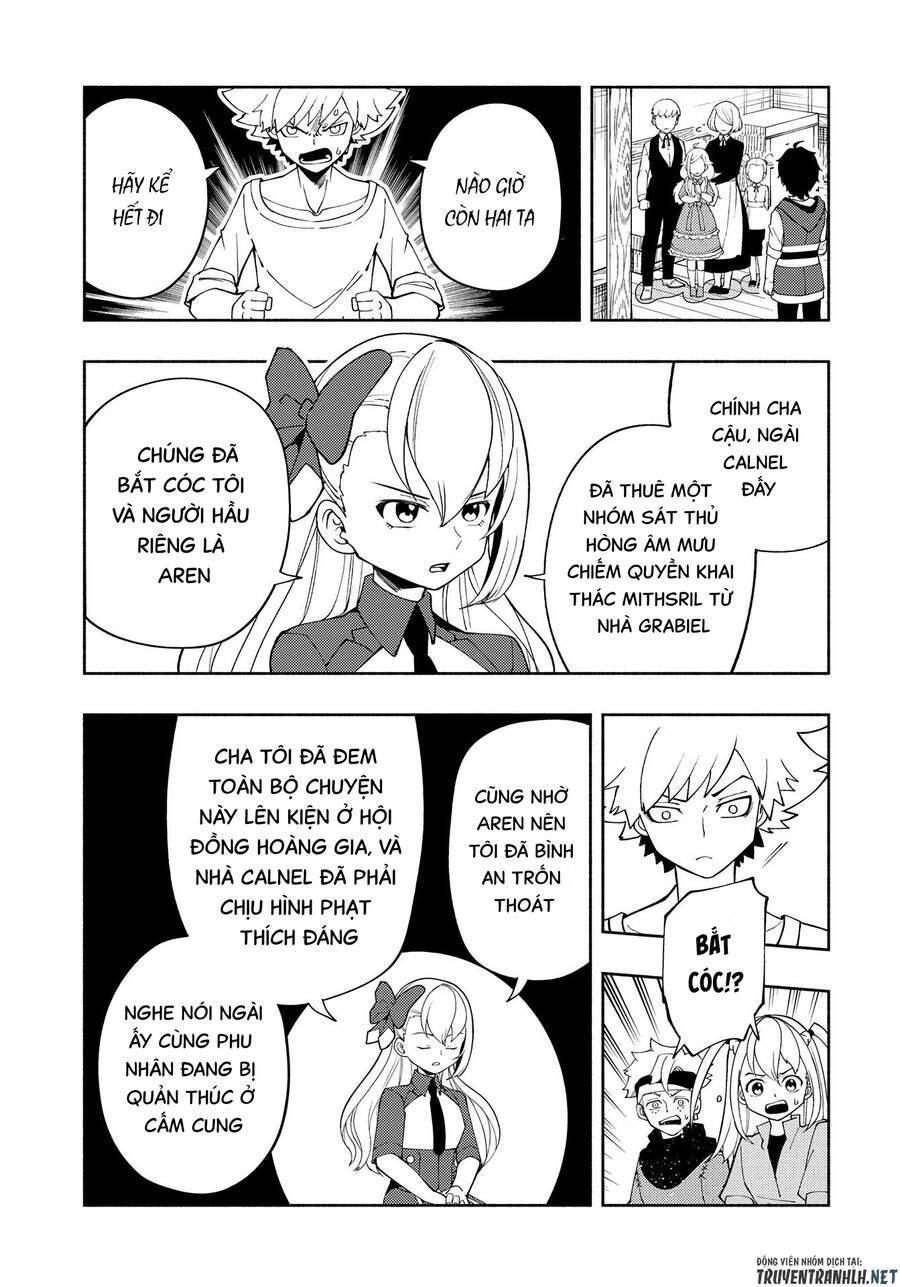 NÀO GIỜ
CÒN HAI TA
HÃY KỂ
HẾT ĐI
CHÍNH CHA
CẬU, NGÀI
CALNEL
ĐẤY
ĐÃ THUÊ MỘT
NHÓM SÁT THỦ
HÒNG ÂM MƯU
CHIẾM QUYỀN KHAI
THÁC MITHSRIL TỪ
NHÀ GRABIEL
CHÚNG ĐÃ
BẮT CÓC TÔI
VÀ NGƯỜI HẦU
RIÊNG LÀ
AREN
BẮT
CÓC!?
CŨNG NHỜ
AREN NÊN
TÔI ĐÃ BÌNH
AN TRỐN
THOÁT
CHA TÔI ĐÃ ĐEM
TOÀN BỘ CHUYỆN
NÀY LÊN KIỆN Ở HỘI
ĐỒNG HOÀNG GIA, VÀ
NHÀ CALNEL ĐÃ PHẢI
CHỊU HÌNH PHẠT
THÍCH ĐÁNG
NGHE NÓI NGÀI
ẤY CÙNG PHU
NHÂN ĐANG BỊ
QUẢN THÚC Ở
CẤM CUNG
ĐỘNG VIÊN NHÓM DỊCH TẠI:
TRUYENTRANHLH.NET